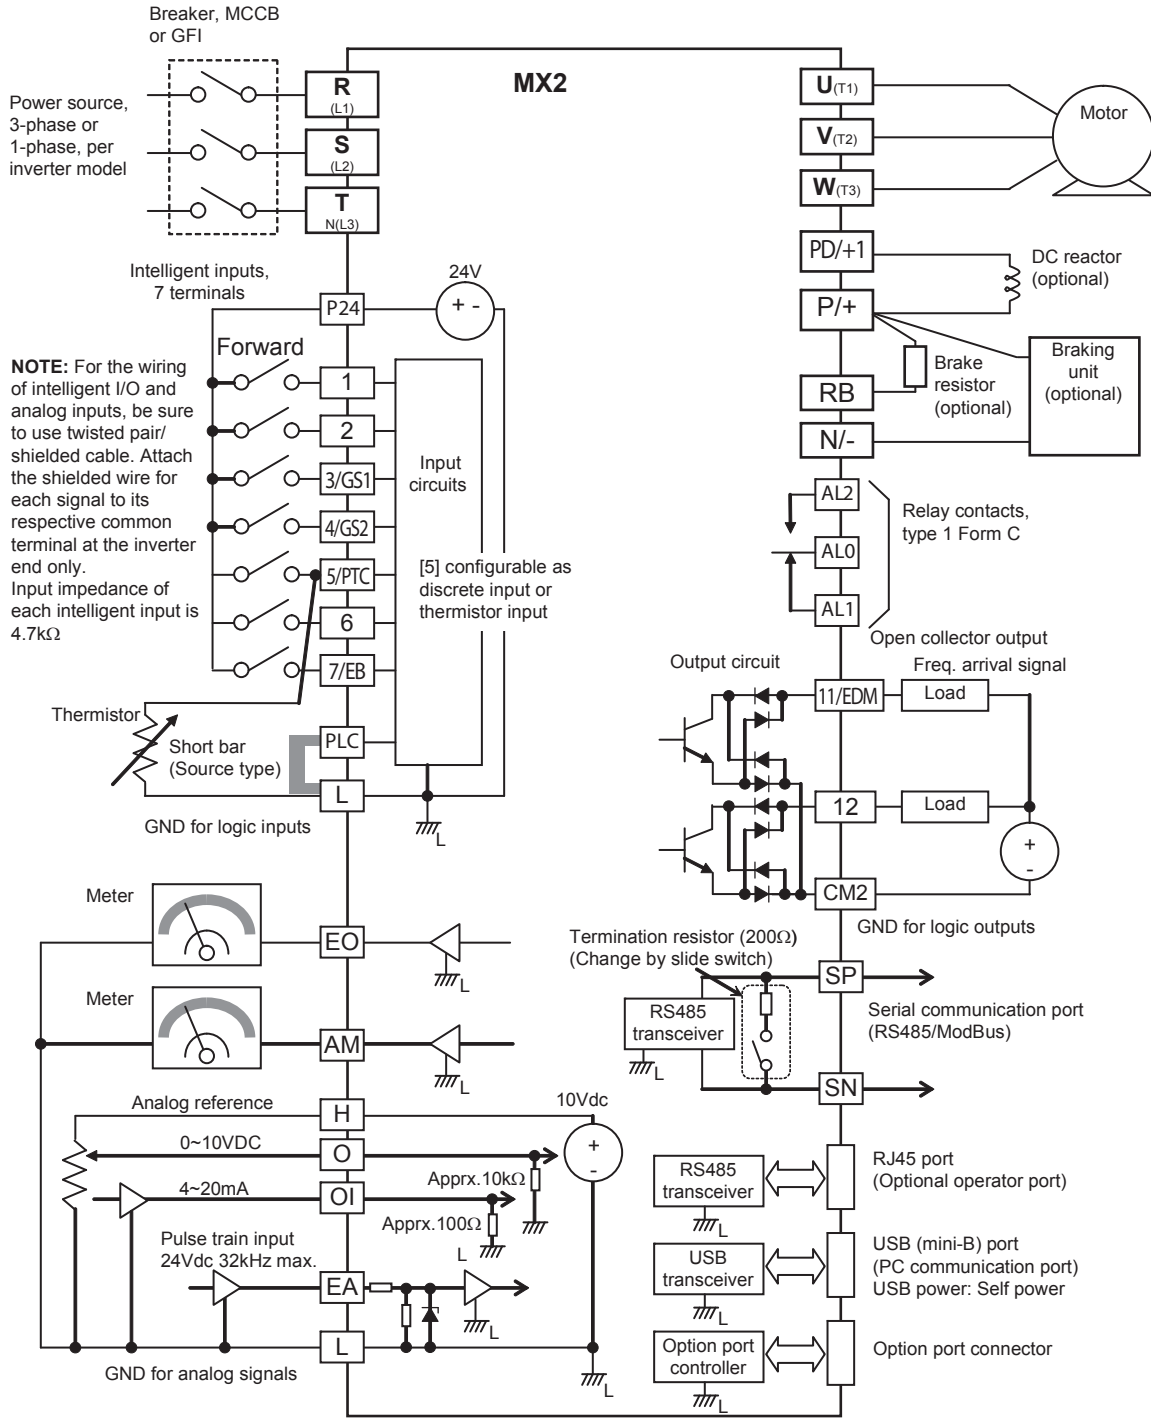 Breaker, MCCB
or GFI
MX2
Power source,
3-phase or
1-phase, per
inverter model
R
(L1)
S
(L2)
T
N(L3)
U(T1)
V(T2)
W(T3)
Motor
PD/+1
P/+
DC reactor
(optional)
RB
Brake
resistor
(optional)
Braking
unit
(optional)
N/-
Intelligent inputs,
7 terminals
24V
+ -
P24
Forward
NOTE: For the wiring
of intelligent I/O and
analog inputs, be sure
to use twisted pair/
shielded cable. Attach
the shielded wire for
each signal to its
respective common
terminal at the inverter
end only.
Input impedance of
each intelligent input is
4.7kΩ
1
2
3/GS1
4/GS2
5/PTC
6
7/EB
Input
circuits
[5] configurable as
discrete input or
thermistor input
AL2
AL0
AL1
Relay contacts,
type 1 Form C
Thermistor
Short bar
(Source type)
PLC
L
GND for logic inputs
L
Open collector output
Output circuit
Freq. arrival signal
11/EDM
Load
12
Load
+
-
CM2
GND for logic outputs
Meter
EO
L
Meter
AM
L
Termination resistor (200Ω)
(Change by slide switch)
SP
RS485
transceiver
L
Serial communication port
(RS485/ModBus)
SN
Analog reference
H
10Vdc
+
-
0~10VDC
O
Apprx.10kΩ
4~20mA
OI
Apprx.100Ω
L
Pulse train input
24Vdc 32kHz max.
EA
L
L
GND for analog signals
L
RS485
transceiver
L
RJ45 port
(Optional operator port)
USB
transceiver
L
USB (mini-B) port
(PC communication port)
USB power: Self power
Option port
controller
L
Option port connector